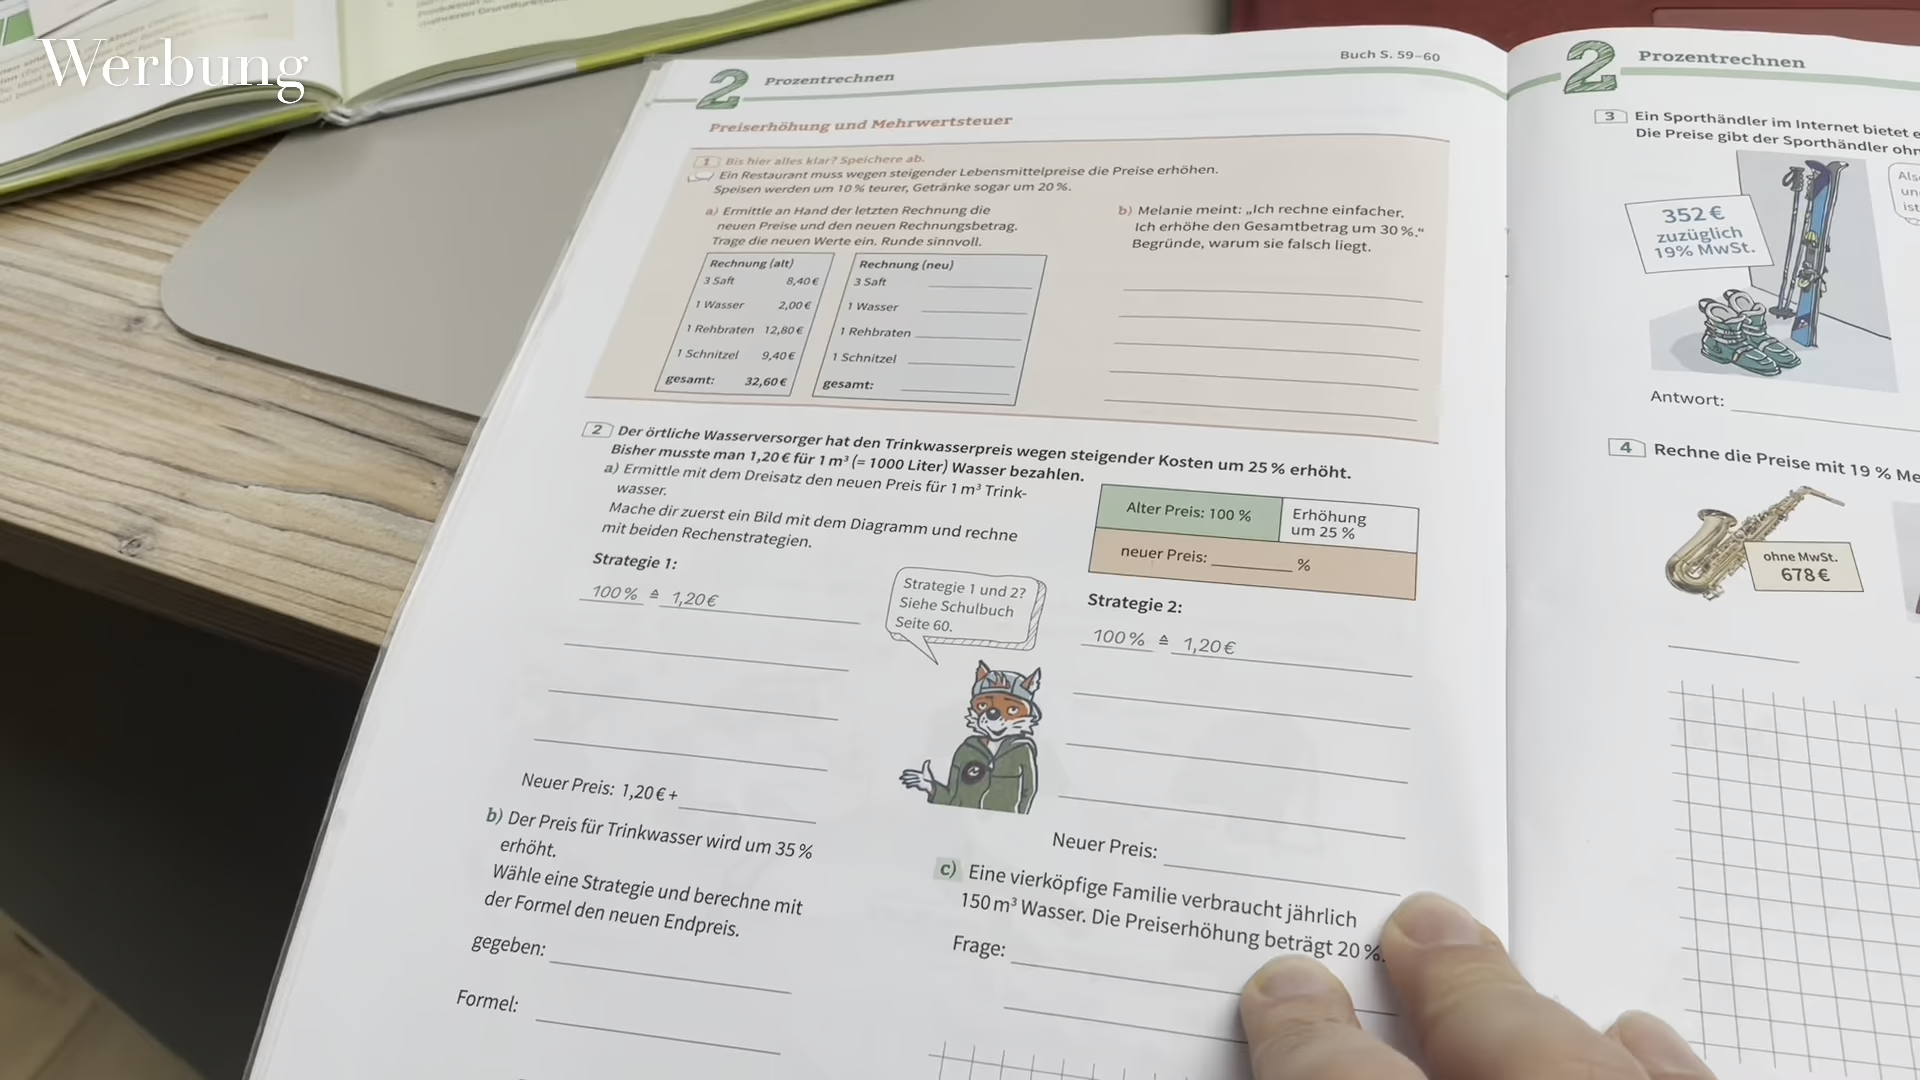 Werbung
2 Prozentrechnen
Buch S. 59–60
Preiserhöhung und Mehrwertsteuer
1 Bis hier alles klar? Speichere ab.
Ein Restaurant muss wegen steigender Lebensmittelpreise die Preise erhöhen.
Speisen werden um 10 % teurer, Getränke sogar um 20 %.
a) Ermittle an Hand der letzten Rechnung die
neuen Preise und den neuen Rechnungsbetrag.
Trage die neuen Werte ein. Runde sinnvoll.
Rechnung (alt)
3 Saft 8,40 €
1 Wasser 2,00 €
1 Rehbraten 12,80 €
1 Schnitzel 9,40 €
gesamt: 32,60 €
Rechnung (neu)
3 Saft
1 Wasser
1 Rehbraten
1 Schnitzel
gesamt:
b) Melanie meint: „Ich rechne einfacher.
Ich erhöhe den Gesamtbetrag um 30 %.“
Begründe, warum sie falsch liegt.
2 Der örtliche Wasserversorger hat den Trinkwasserpreis wegen steigender Kosten um 25 % erhöht.
Bisher musste man 1,20 € für 1 m³ (= 1000 Liter) Wasser bezahlen.
a) Ermittle mit dem Dreisatz den neuen Preis für 1 m³ Trink-
wasser.
Mache dir zuerst ein Bild mit dem Diagramm und rechne
mit beiden Rechenstrategien.
Alter Preis: 100 %
Erhöhung
um 25 %
neuer Preis: ________ %
Strategie 1:
100 % ≙ 1,20 €
Strategie 1 und 2?
Siehe Schulbuch
Seite 60.
Strategie 2:
100 % ≙ 1,20 €
Neuer Preis: 1,20 € +
Neuer Preis:
b) Der Preis für Trinkwasser wird um 35 %
erhöht.
Wähle eine Strategie und berechne mit
der Formel den neuen Endpreis.
gegeben:
Formel:
c) Eine vierköpfige Familie verbraucht jährlich
150 m³ Wasser. Die Preiserhöhung beträgt 20 %.
Frage:
2 Prozentrechnen
3 Ein Sporthändler im Internet bietet
Die Preise gibt der Sporthändler
352 €
zuzüglich
19% MwSt.
ist
Antwort:
4 Rechne die Preise mit 19 %
ohne MwSt.
678 €